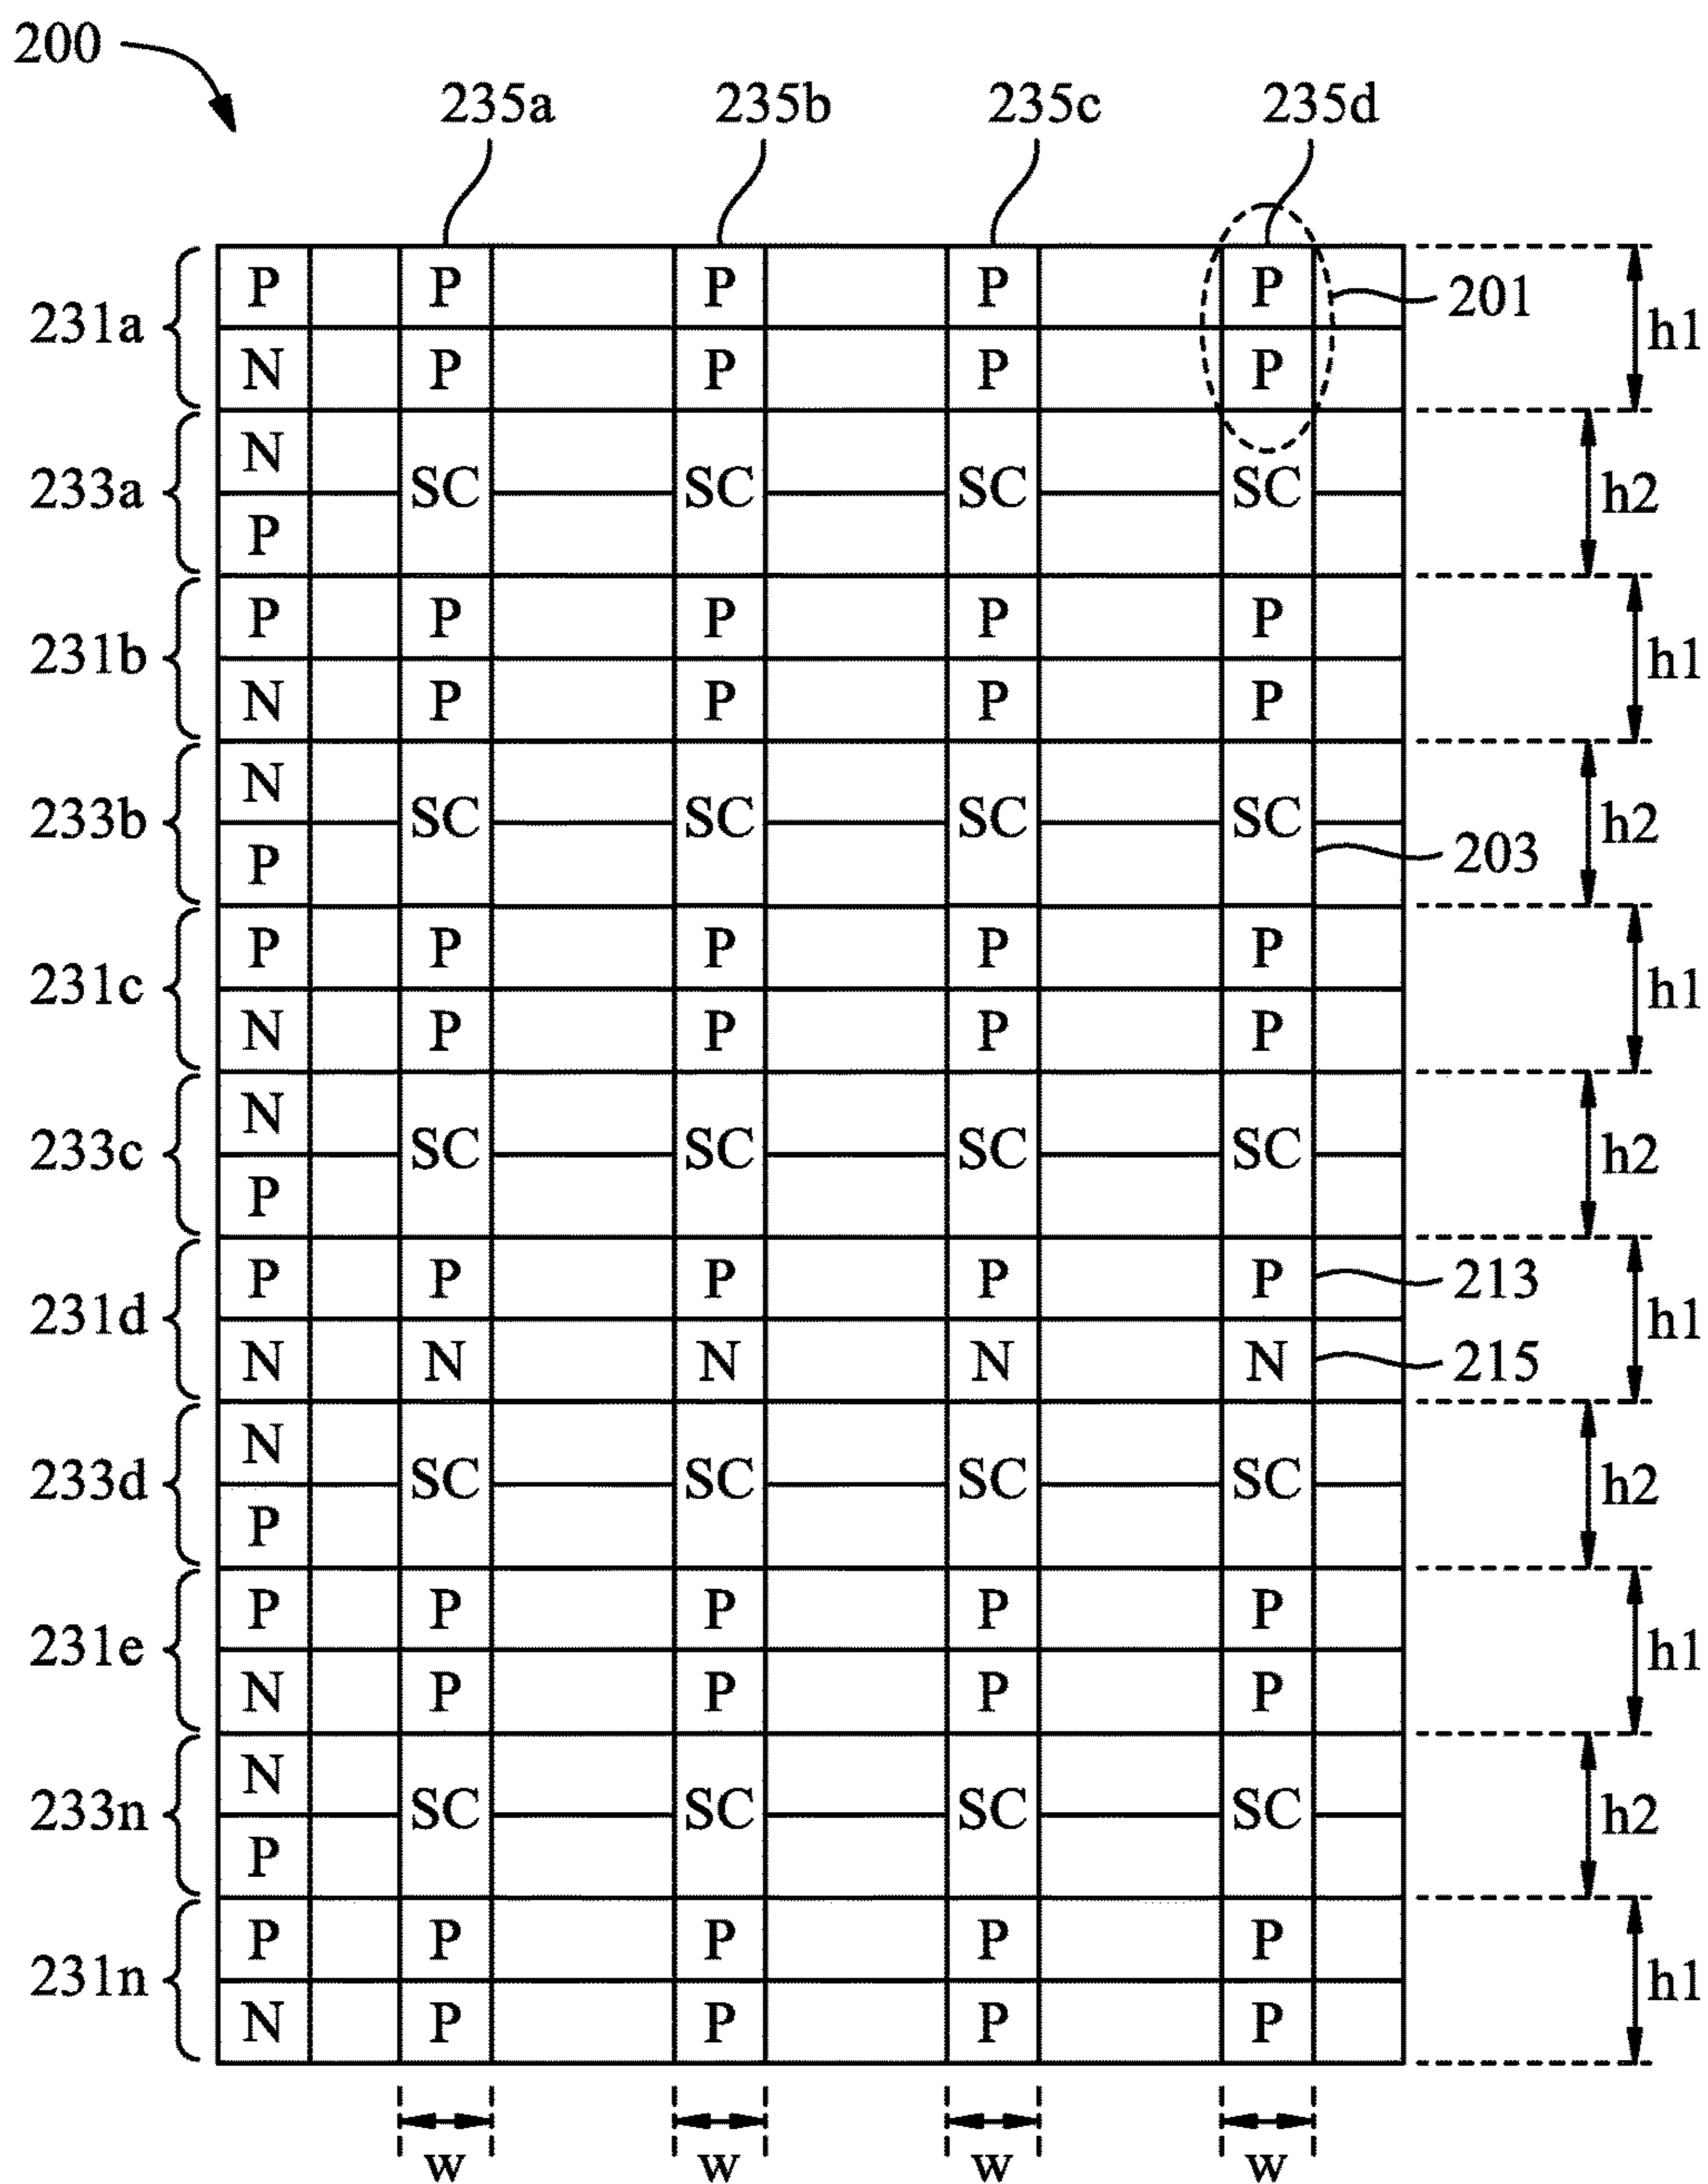 200
235a 235b 235c 235d
P P P P P 201
231a h1
N P P P P
N
233a SC SC SC SC h2
P
P P P P P
231b h1
N P P P P
N
233b SC SC SC SC h2
P 203
P P P P P
231c h1
N P P P P
N
233c SC SC SC SC h2
P
P P P P P 213
231d h1
N N N N N 215
N
233d SC SC SC SC h2
P
P P P P P
231e h1
N P P P P
N
233n SC SC SC SC h2
P
P P P P P
231n h1
N P P P P
w w w w